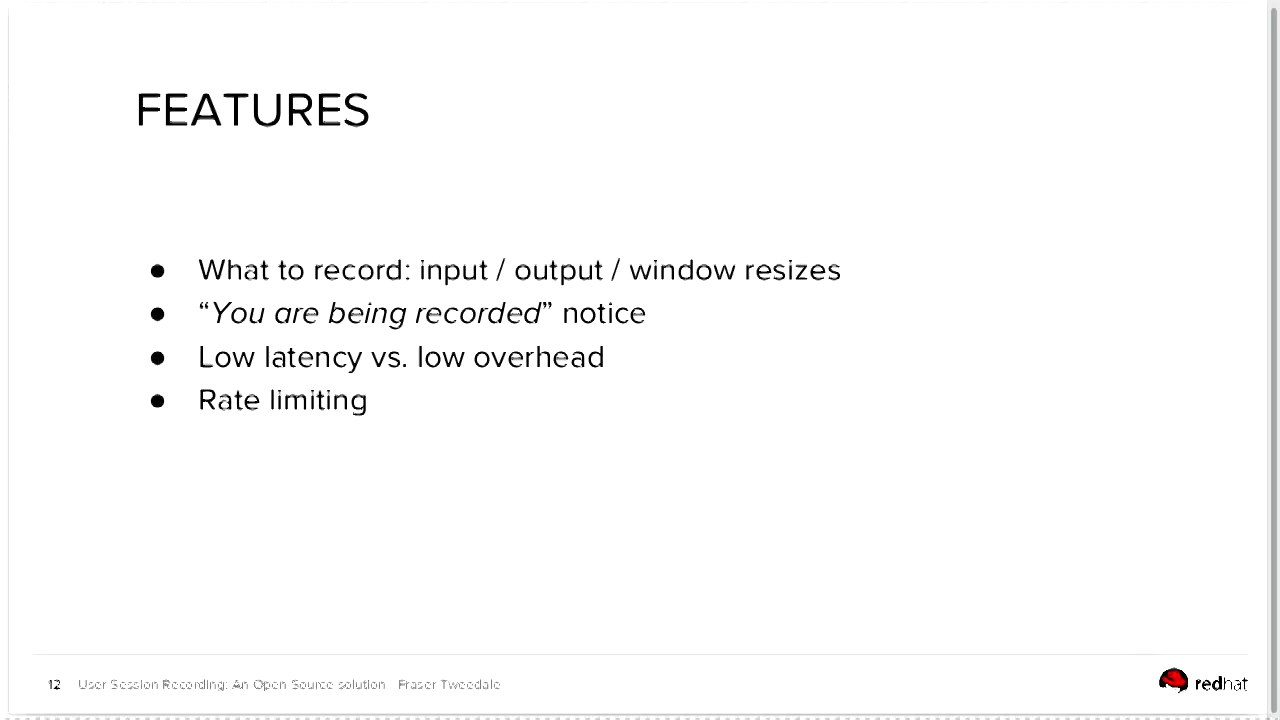 FEATURES
● What to record: input / output / window resizes
● “You are being recorded” notice
● Low latency vs. low overhead
● Rate limiting
12 User Session Recording: An Open Source solution - Fraser Tweedale
redhat